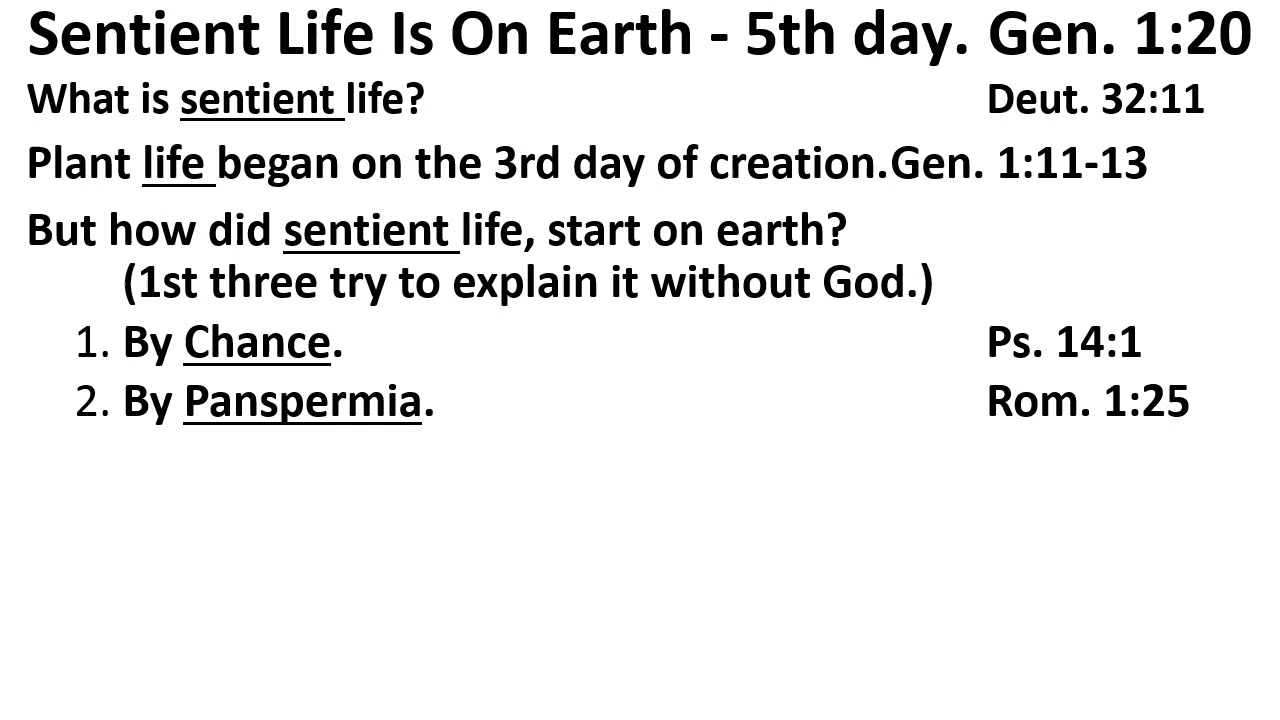 Sentient Life Is On Earth - 5th day. Gen. 1:20
What is sentient life? Deut. 32:11
Plant life began on the 3rd day of creation.Gen. 1:11-13
But how did sentient life, start on earth?
(1st three try to explain it without God.)
1. By Chance. Ps. 14:1
2. By Panspermia. Rom. 1:25